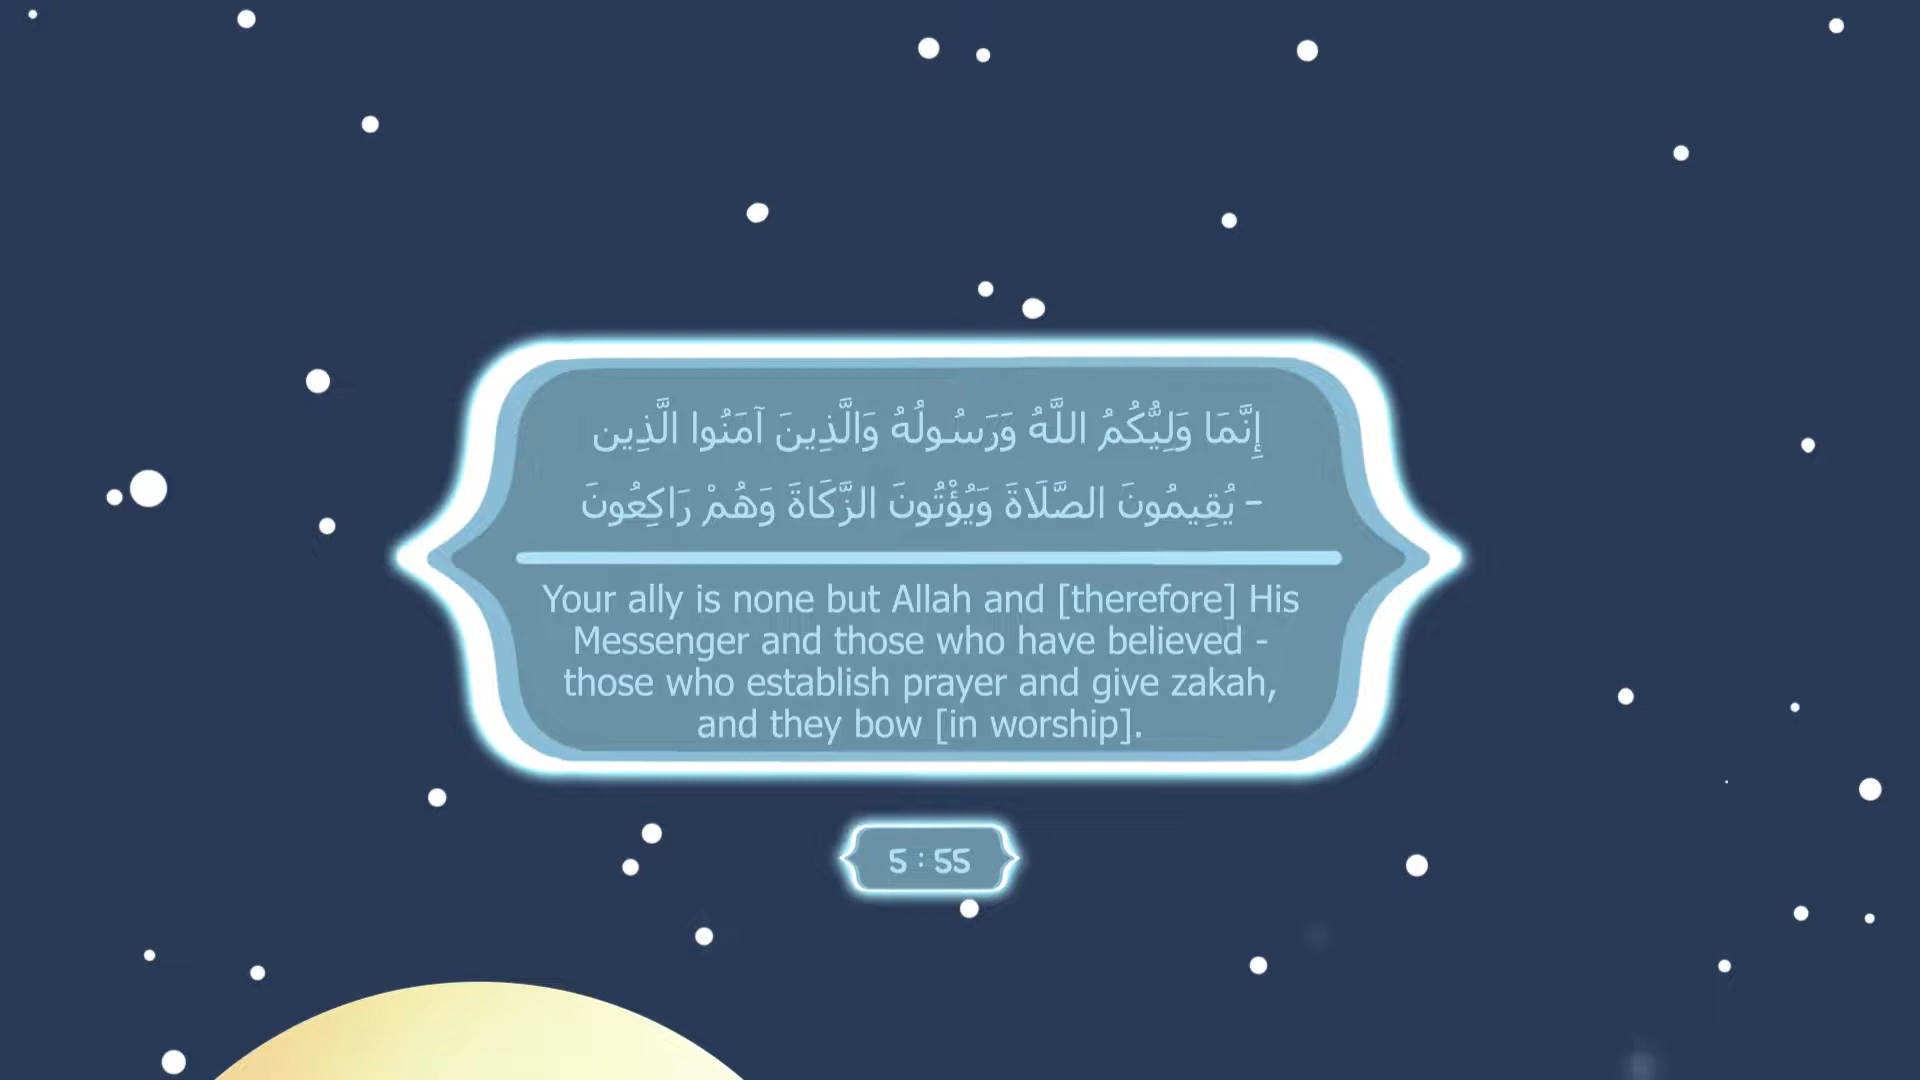 إِنَّمَا وَلِيُّكُمُ اللَّهُ وَرَسُولُهُ وَالَّذِينَ آمَنُوا الَّذِين
- يُقِيمُونَ الصَّلَاةَ وَيُؤْتُونَ الزَّكَاةَ وَهُمْ رَاكِعُونَ
Your ally is none but Allah and [therefore] His
Messenger and those who have believed -
those who establish prayer and give zakah,
and they bow [in worship].
5 : 55